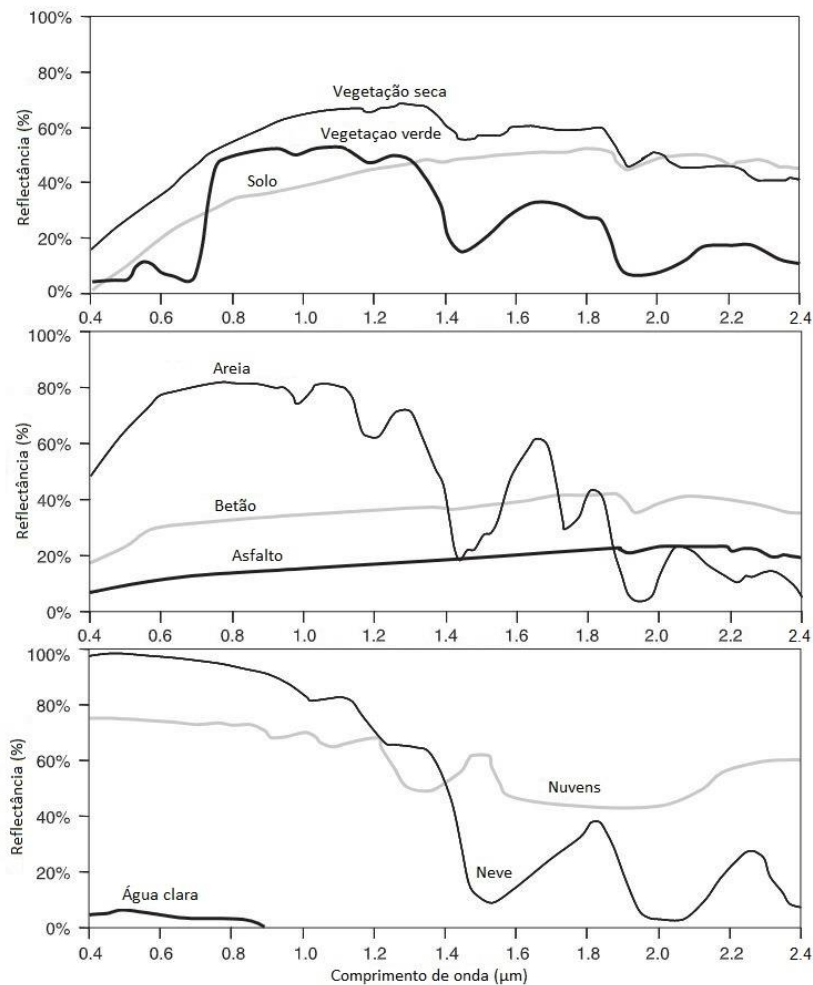 100%
80%
60%
40%
20%
0%
Reflectância (%)
Vegetação seca
Vegetaçao verde
Solo
0.4 0.6 0.8 1.0 1.2 1.4 1.6 1.8 2.0 2.2 2.4
100%
80%
60%
40%
20%
0%
Reflectância (%)
Areia
Betão
Asfalto
0.4 0.6 0.8 1.0 1.2 1.4 1.6 1.8 2.0 2.2 2.4
100%
80%
60%
40%
20%
0%
Reflectância (%)
Nuvens
Neve
Água clara
0.4 0.6 0.8 1.0 1.2 1.4 1.6 1.8 2.0 2.2 2.4
Comprimento de onda (µm)